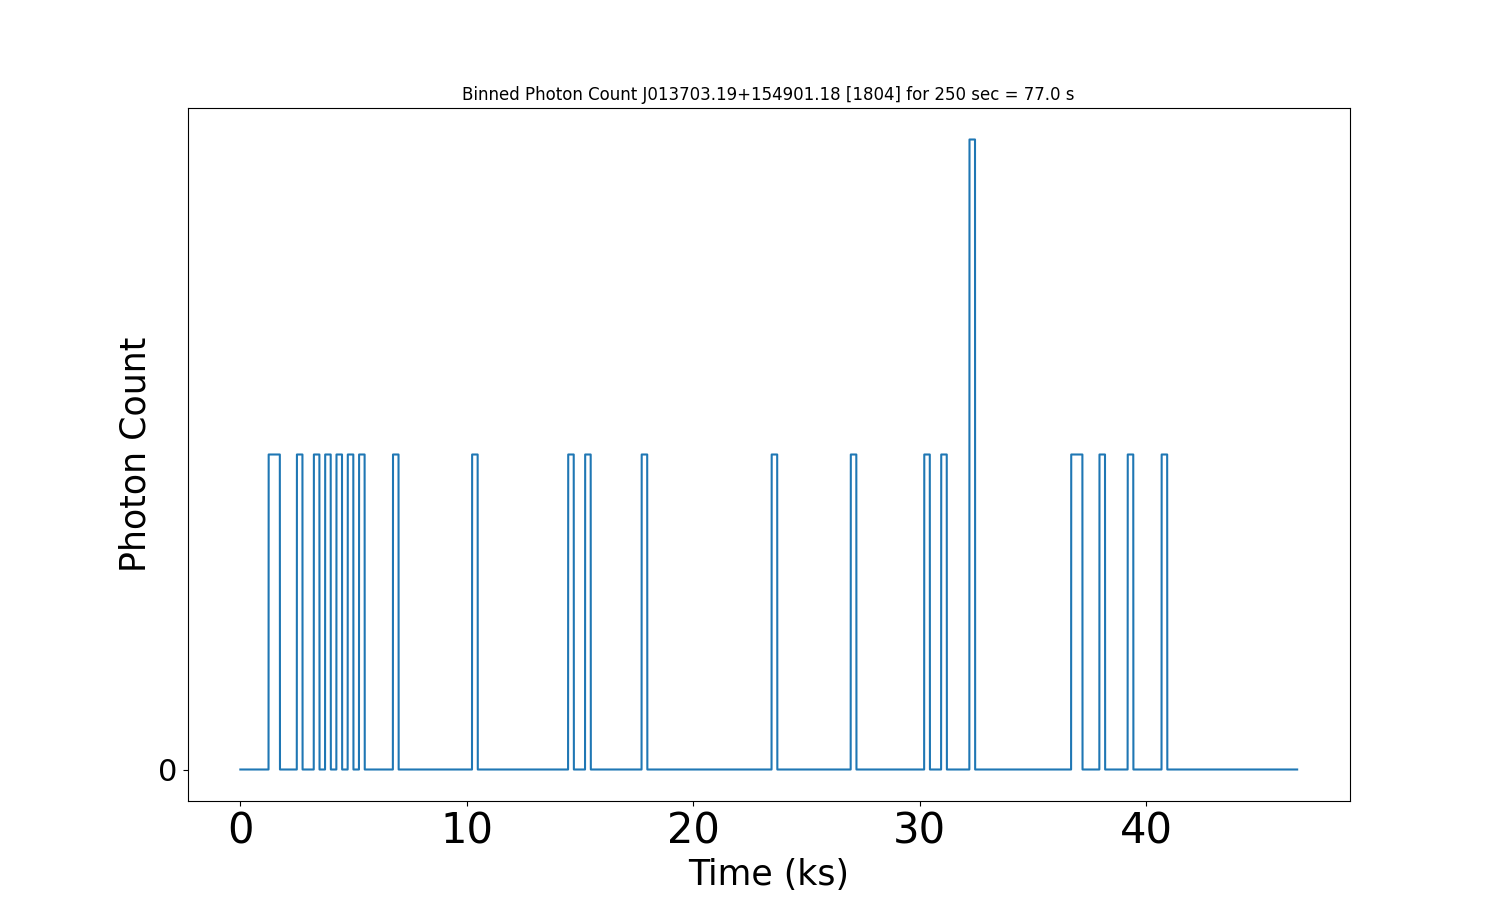 Binned Photon Count J013703.19+154901.18 [1804] for 250 sec = 77.0 s
Photon Count
0
0 10 20 30 40
Time (ks)